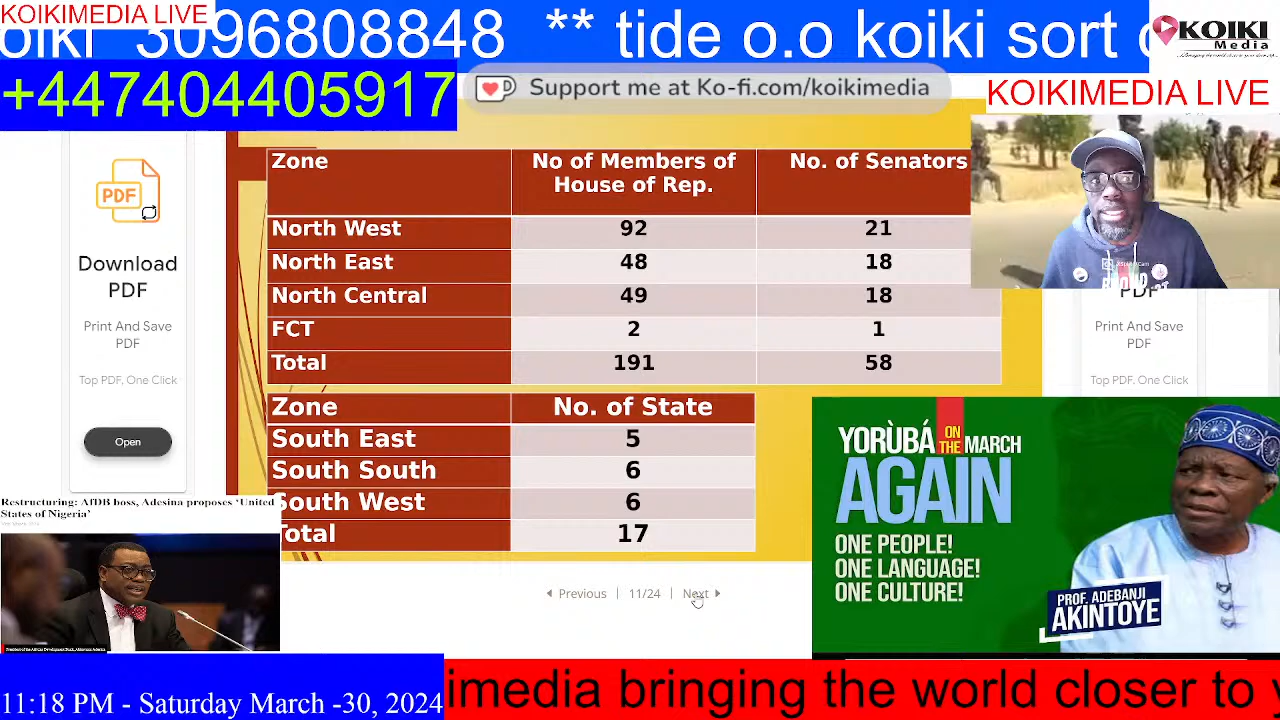 KOIKIMEDIA LIVE
oiki 3096808848 ** tide o.o koiki sort c
KOIKI
Media
+447404405917
Support me at Ko-fi.com/koikimedia
KOIKIMEDIA LIVE
PDF
Download
PDF
Print And Save
PDF
Top PDF, One Click
Open
Zone No of Members of House of Rep. No. of Senators
North West 92 21
North East 48 18
North Central 49 18
FCT 2 1
Total 191 58
Zone No. of State
South East 5
South South 6
South West 6
Total 17
Previous | 11/24 | Next
PDF
Print And Save
PDF
Top PDF, One Click
Restructuring: AfDB boss, Adesina proposes ‘United
States of Nigeria’
YORÙBÁ ON THE MARCH
AGAIN
ONE PEOPLE!
ONE LANGUAGE!
ONE CULTURE!
PROF. ADEBANJI
AKINTOYE
11:18 PM - Saturday March -30, 2024
imedia bringing the world closer to y